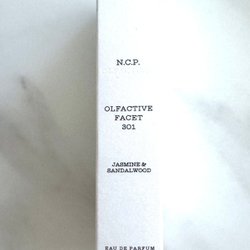 N.C.P.
OLFACTIVE
FACET
301
JASMINE &
SANDALWOOD
EAU DE PARFUM